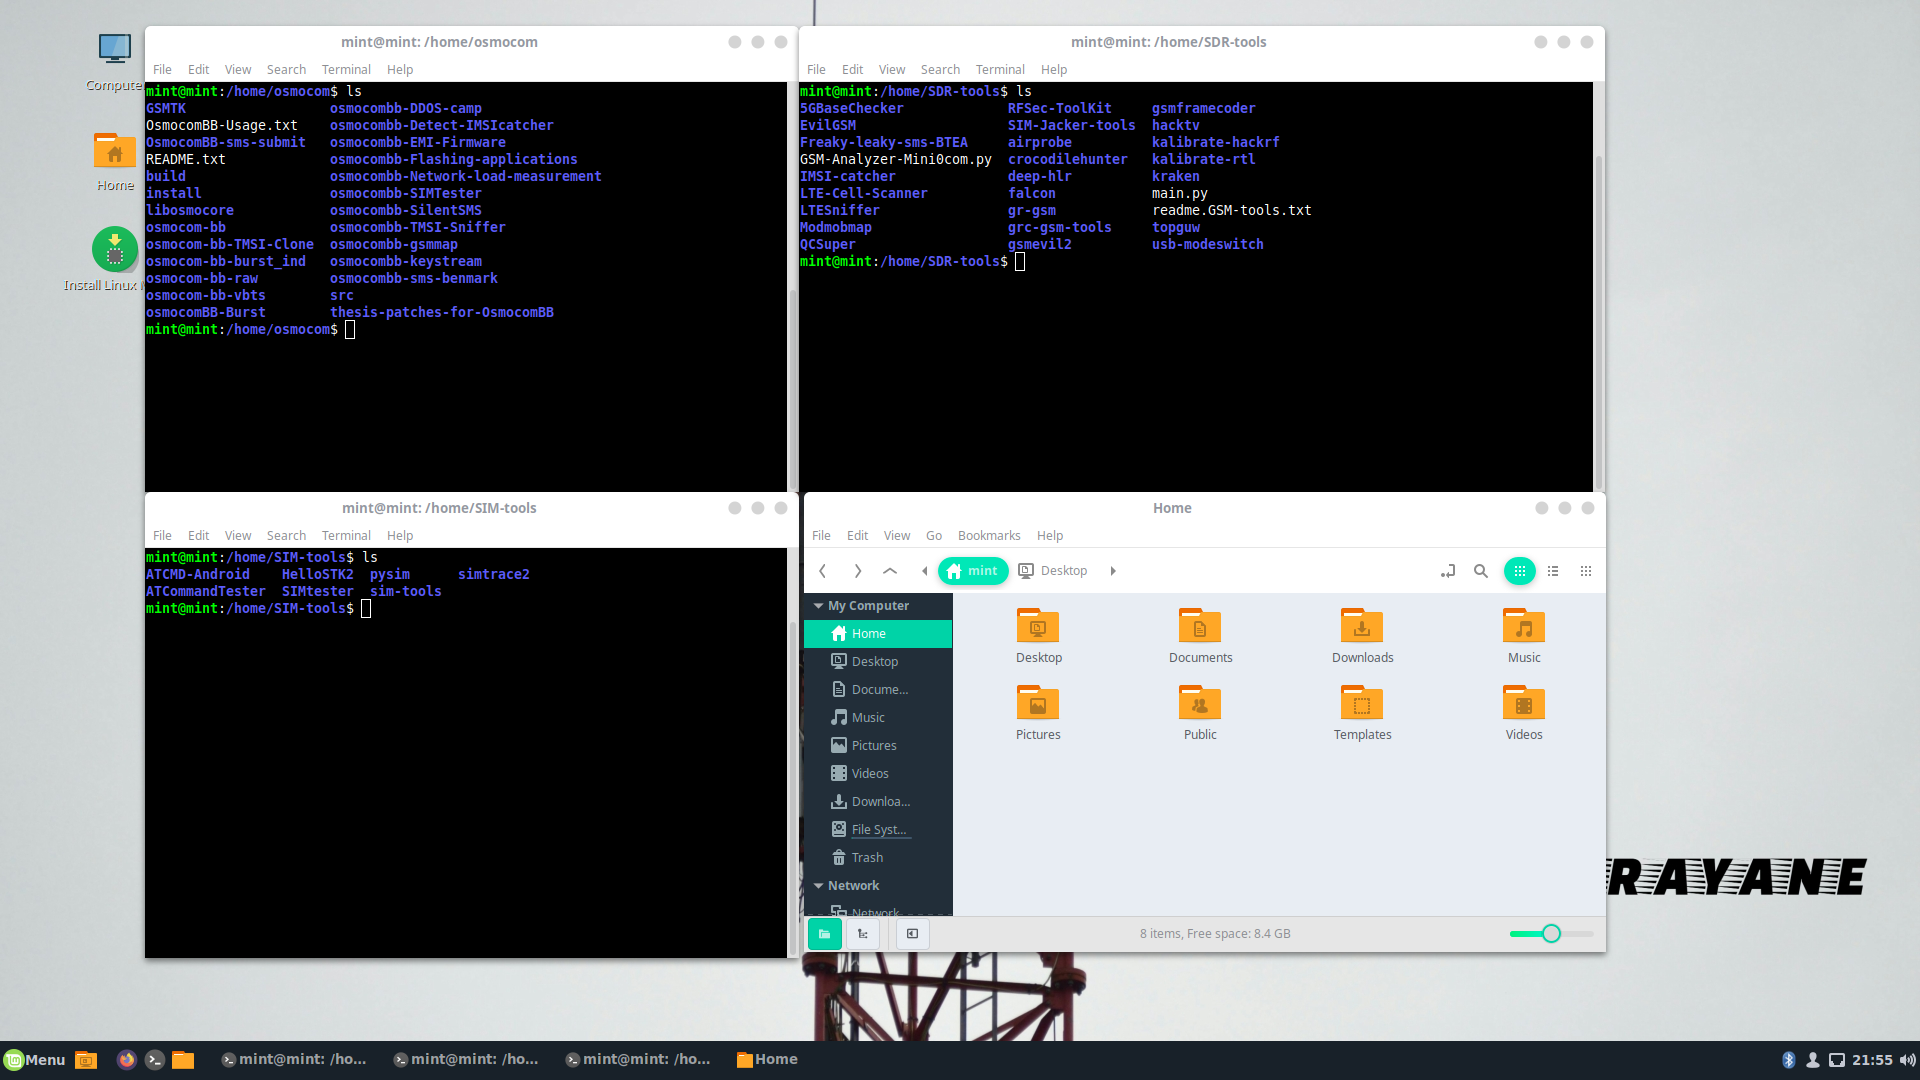 Compute
Home
Install Linux
mint@mint: /home/osmocom
File Edit View Search Terminal Help
mint@mint:/home/osmocom$ ls
GSMTK osmocombb-DDOS-camp
OsmocomBB-Usage.txt osmocombb-Detect-IMSIcatcher
OsmocomBB-sms-submit osmocombb-EMI-Firmware
README.txt osmocombb-Flashing-applications
build osmocombb-Network-load-measurement
install osmocombb-SIMTester
libosmocore osmocombb-SilentSMS
osmocom-bb osmocombb-TMSI-Sniffer
osmocom-bb-TMSI-Clone osmocombb-gsmmap
osmocom-bb-burst_ind osmocombb-keystream
osmocom-bb-raw osmocombb-sms-benmark
osmocom-bb-vbts src
osmocomBB-Burst thesis-patches-for-OsmocomBB
mint@mint:/home/osmocom$
mint@mint: /home/SDR-tools
File Edit View Search Terminal Help
mint@mint:/home/SDR-tools$ ls
5GBaseChecker RFSec-ToolKit gsmframecoder
EvilGSM SIM-Jacker-tools hacktv
Freaky-leaky-sms-BTEA airprobe kalibrate-hackrf
GSM-Analyzer-Mini0com.py crocodilehunter kalibrate-rtl
IMSI-catcher deep-hlr kraken
LTE-Cell-Scanner falcon main.py
LTESniffer gr-gsm readme.GSM-tools.txt
Modmobmap grc-gsm-tools topguw
QCSuper gsmevil2 usb-modeswitch
mint@mint:/home/SDR-tools$
mint@mint: /home/SIM-tools
File Edit View Search Terminal Help
mint@mint:/home/SIM-tools$ ls
ATCMD-Android HelloSTK2 pysim simtrace2
ATCommandTester SIMtester sim-tools
mint@mint:/home/SIM-tools$
Home
File Edit View Go Bookmarks Help
mint Desktop
My Computer
Home
Desktop
Docume...
Music
Pictures
Videos
Downloa...
File Syst...
Trash
Network
Network
Desktop Documents Downloads Music
Pictures Public Templates Videos
8 items, Free space: 8.4 GB
RAYANE
Menu mint@mint: /ho... mint@mint: /ho... mint@mint: /ho... Home 21:55